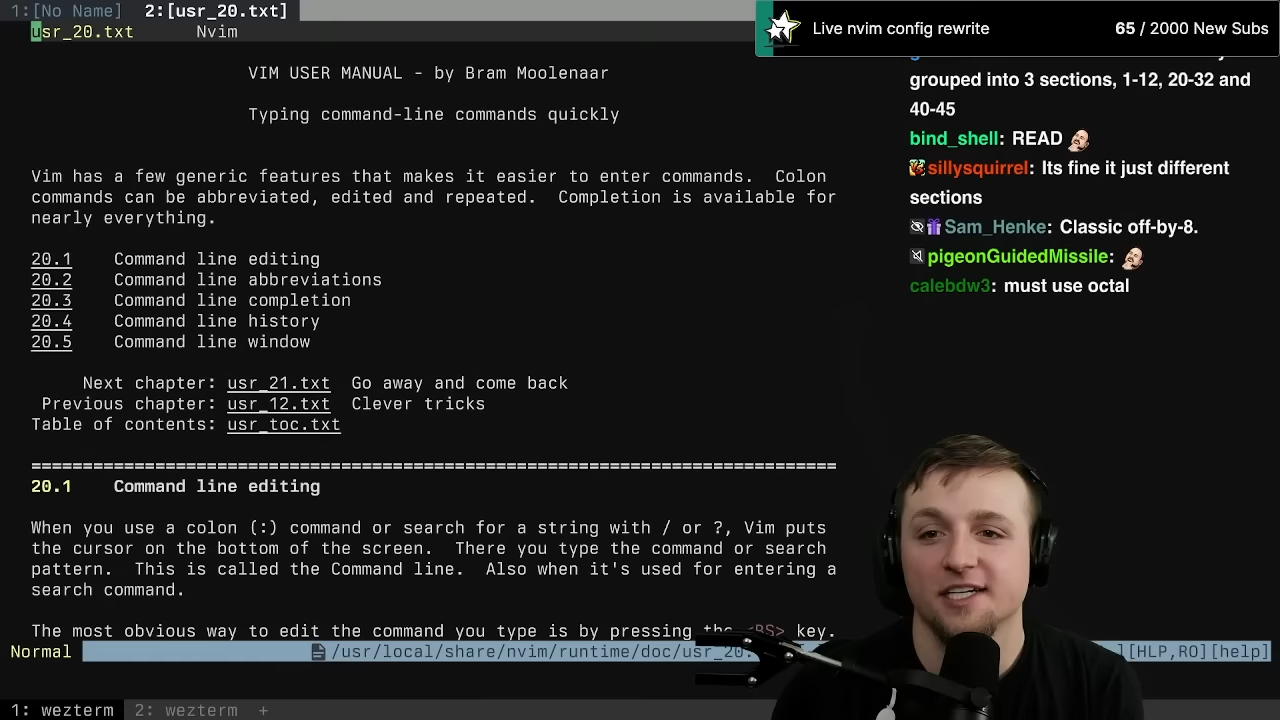 1:[No Name]  2:[usr_20.txt]
Live nvim config rewrite
65 / 2000 New Subs
usr_20.txt      Nvim
VIM USER MANUAL - by Bram Moolenaar
Typing command-line commands quickly
Vim has a few generic features that makes it easier to enter commands.  Colon
commands can be abbreviated, edited and repeated.  Completion is available for
nearly everything.
20.1    Command line editing
20.2    Command line abbreviations
20.3    Command line completion
20.4    Command line history
20.5    Command line window
Next chapter: usr_21.txt  Go away and come back
Previous chapter: usr_12.txt  Clever tricks
Table of contents: usr_toc.txt
==============================================================================
20.1    Command line editing
When you use a colon (:) command or search for a string with / or ?, Vim puts
the cursor on the bottom of the screen.  There you type the command or search
pattern.  This is called the Command line.  Also when it's used for entering a
search command.
The most obvious way to edit the command you type is by pressing the <BS> key.
Normal
/usr/local/share/nvim/runtime/doc/usr_20.
][HLP,RO][help]
1: wezterm  2: wezterm  +
grouped into 3 sections, 1-12, 20-32 and
40-45
bind_shell: READ
sillysquirrel: Its fine it just different
sections
Sam_Henke: Classic off-by-8.
pigeonGuidedMissile:
calebdw3: must use octal